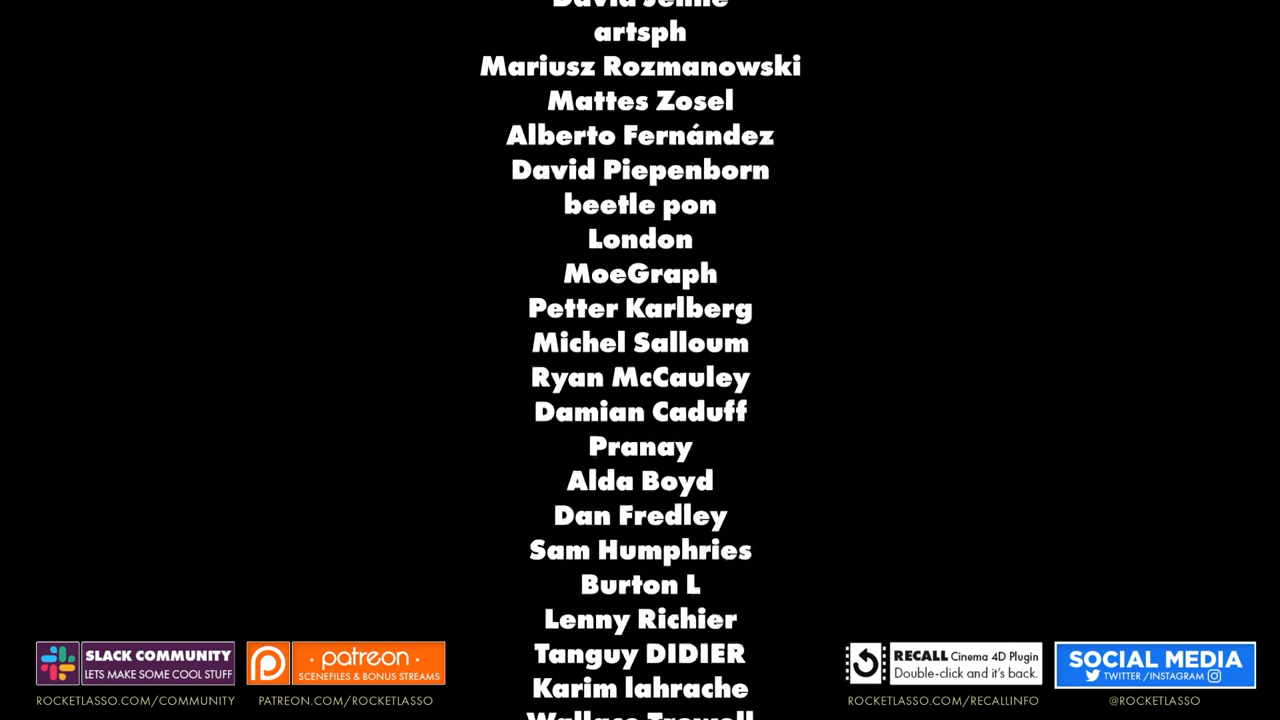 artsph
Mariusz Rozmanowski
Mattes Zosel
Alberto Fernández
David Piepenborn
beetle pon
London
MoeGraph
Petter Karlberg
Michel Salloum
Ryan McCauley
Damian Caduff
Pranay
Alda Boyd
Dan Fredley
Sam Humphries
Burton L
Lenny Richier
Tanguy DIDIER
Karim lahrache
SLACK COMMUNITY
LETS MAKE SOME COOL STUFF
ROCKETLASSO.COM/COMMUNITY
patreon
SCENEFILES & BONUS STREAMS
PATREON.COM/ROCKETLASSO
RECALL Cinema 4D Plugin
Double-click and it's back.
ROCKETLASSO.COM/RECALLINFO
SOCIAL MEDIA
TWITTER /INSTAGRAM
@ROCKETLASSO